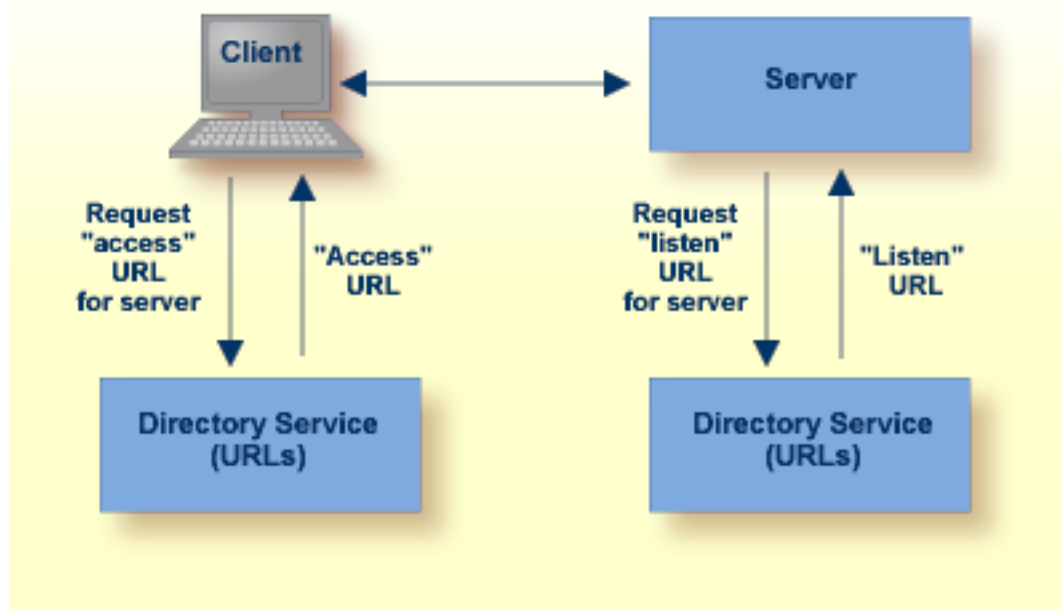 Client
Server
Request
"access"
URL
for server
"Access"
URL
Request
"listen"
URL
for server
"Listen"
URL
Directory Service
(URLs)
Directory Service
(URLs)